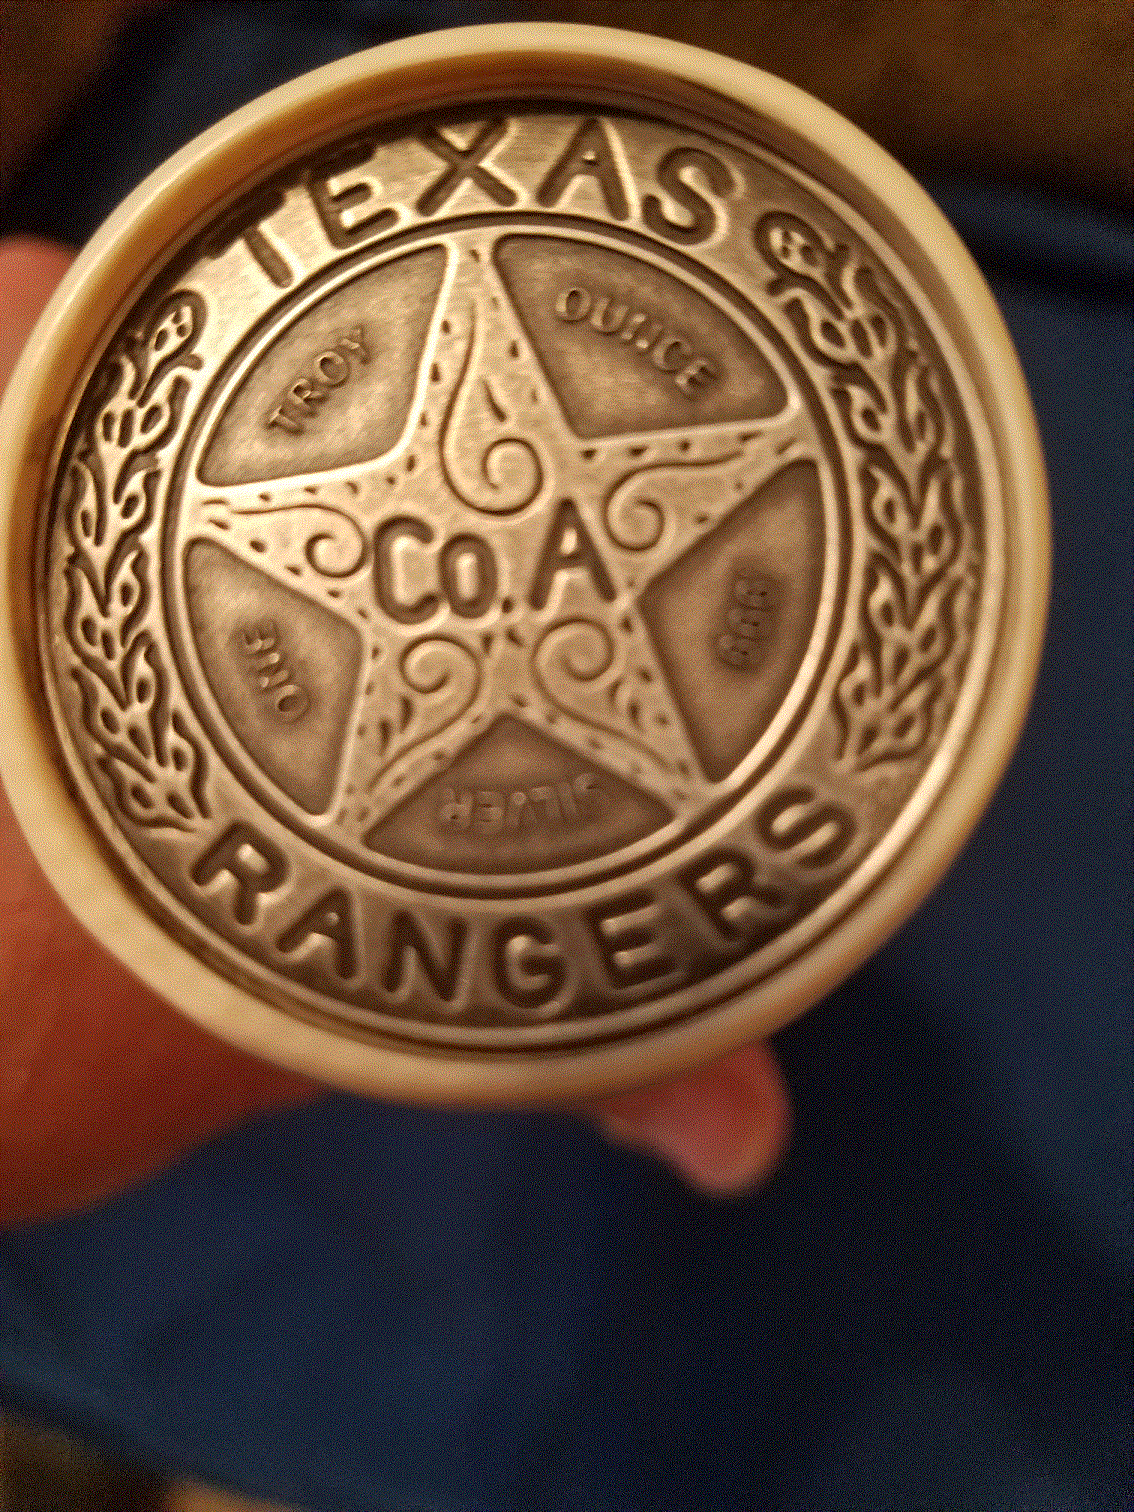 TEXAS
RANGERS
Co A
ONE
TROY
OUNCE
999
SILVER